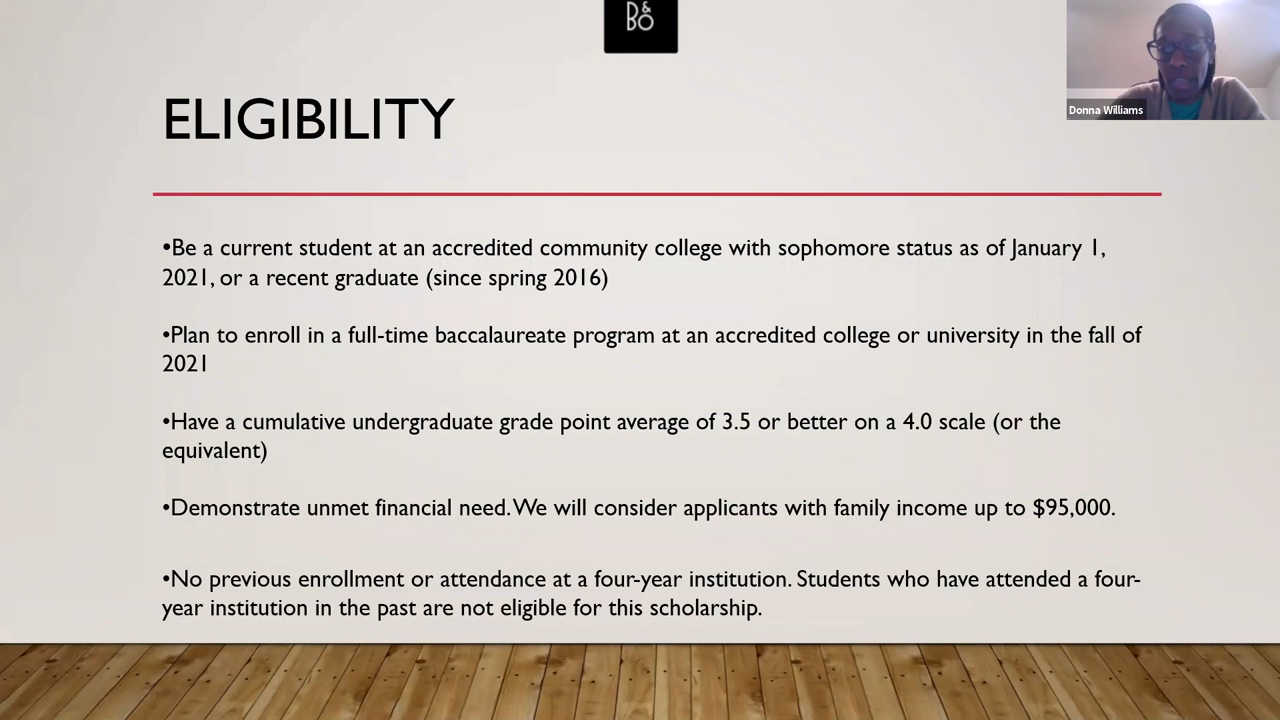 B&
BO
Donna Williams
ELIGIBILITY
•Be a current student at an accredited community college with sophomore status as of January 1,
2021, or a recent graduate (since spring 2016)
•Plan to enroll in a full-time baccalaureate program at an accredited college or university in the fall of
2021
•Have a cumulative undergraduate grade point average of 3.5 or better on a 4.0 scale (or the
equivalent)
•Demonstrate unmet financial need. We will consider applicants with family income up to $95,000.
•No previous enrollment or attendance at a four-year institution. Students who have attended a four-
year institution in the past are not eligible for this scholarship.